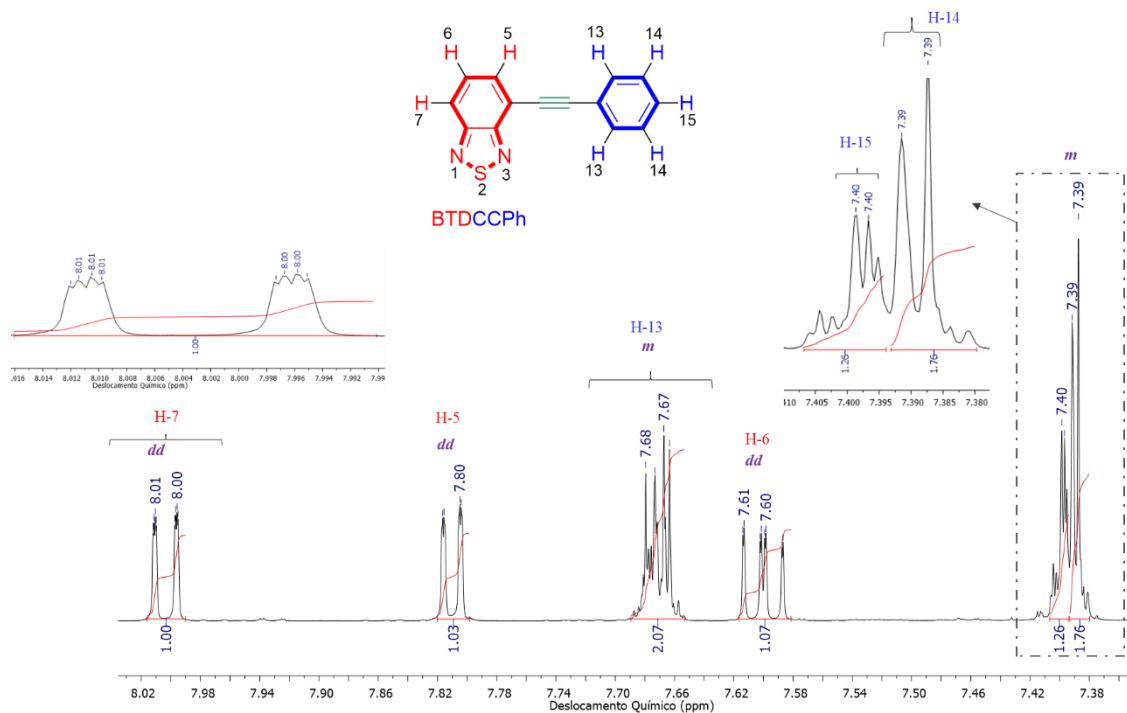 13 14
6 5
H H H H
H 7
H 15
N 1 N 3
S 2
H H
13 14
BTDCCPh
H-14
7.39
7.39
H-15
7.40
7.40
1.26
1.76
7.405 7.400 7.395 7.390 7.385 7.380
Deslocamento Químico (ppm)
8.01
8.01
8.01
8.00
8.00
1.00
8.014 8.012 8.010 8.008 8.006 8.004 8.002 8.000 7.998 7.996 7.994 7.992
Deslocamento Químico (ppm)
H-7
dd
8.01
8.00
H-5
dd
7.80
H-13
m
7.68
7.67
H-6
dd
7.61
7.60
m
7.40
7.39
7.39
1.00
1.03
2.07
1.07
1.26
1.76
8.02 7.98 7.94 7.90 7.86 7.82 7.78 7.74 7.70 7.66 7.62 7.58 7.54 7.50 7.46 7.42 7.38
Deslocamento Químico (ppm)